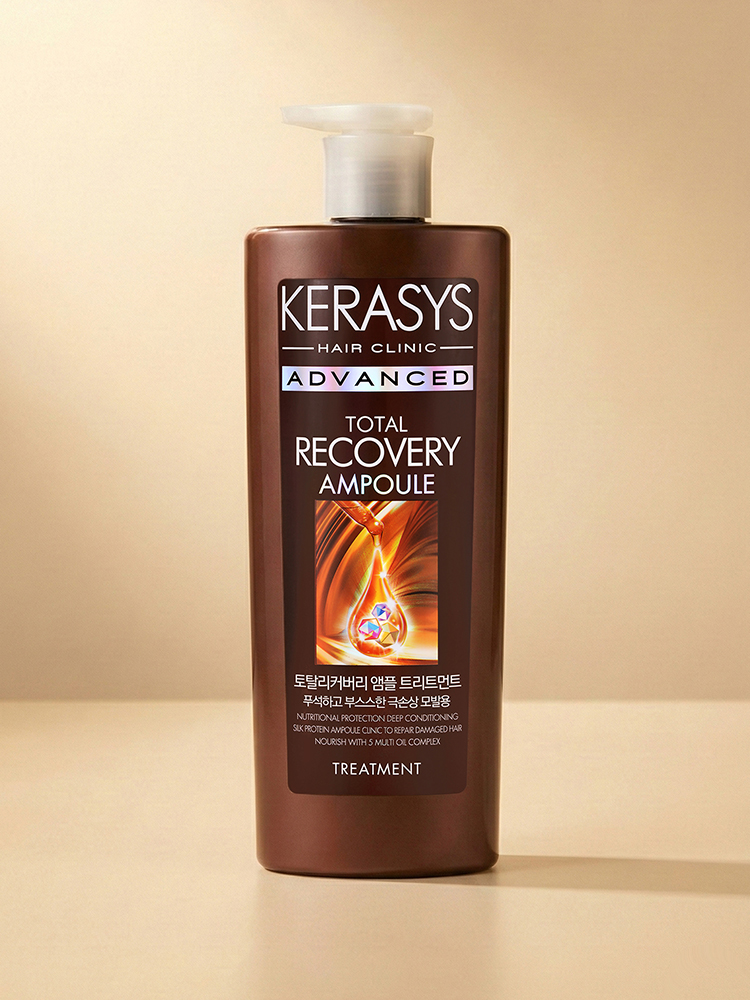 KERASYS
HAIR CLINIC
ADVANCED
TOTAL
RECOVERY
AMPOULE
토탈리커버리 앰플 트리트먼트
푸석하고 부스스한 극손상 모발용
NUTRITIONAL PROTECTION DEEP CONDITIONING
SILK PROTEIN AMPOULE CLINIC TO REPAIR DAMAGED HAIR
NOURISH WITH 5 MULTI OIL COMPLEX
TREATMENT